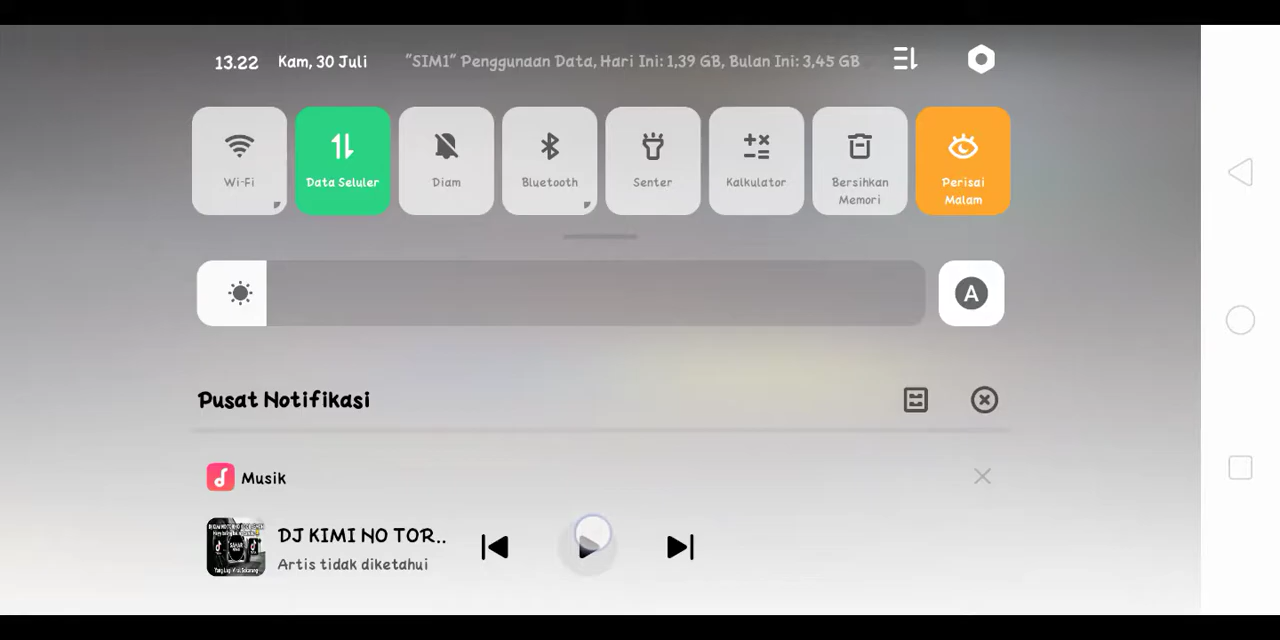 13.22 Kam, 30 Juli "SIM1" Penggunaan Data, Hari Ini: 1,39 GB, Bulan Ini: 3,45 GB
Wi-Fi
Data Seluler
Diam
Bluetooth
Senter
Kalkulator
Bersihkan
Memori
Perisai
Malam
A
Pusat Notifikasi
Musik
DJ KIMI NO TOR..
Artis tidak diketahui